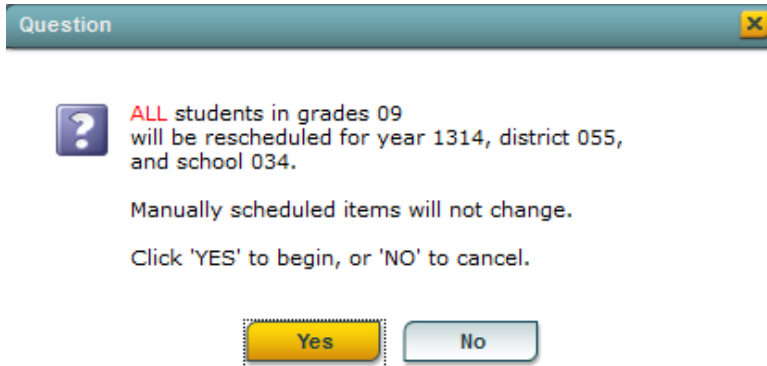 Question
ALL students in grades 09
will be rescheduled for year 1314, district 055,
and school 034.
Manually scheduled items will not change.
Click 'YES' to begin, or 'NO' to cancel.
Yes
No